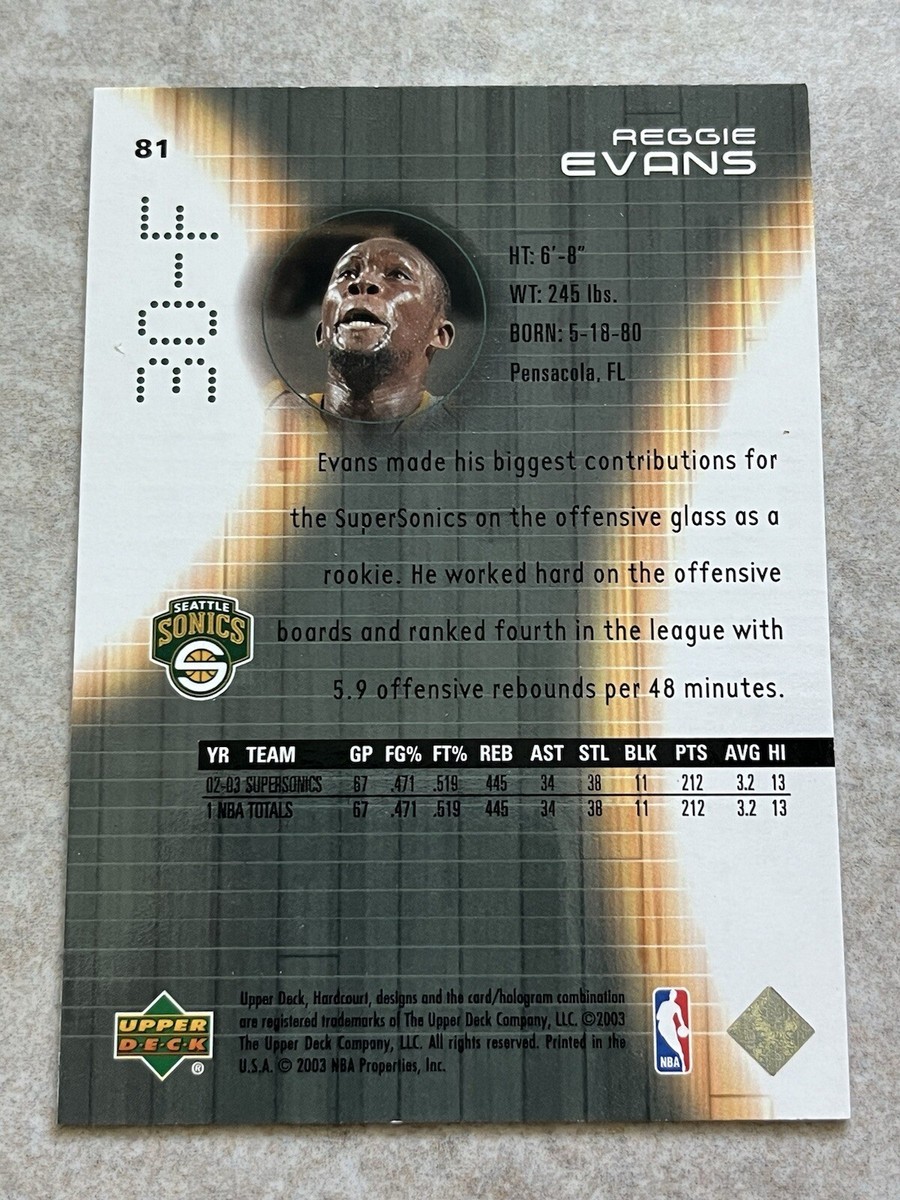 81
REGGIE
EVANS
30-F
HT: 6'-8"
WT: 245 lbs.
BORN: 5-18-80
Pensacola, FL
Evans made his biggest contributions for
the SuperSonics on the offensive glass as a
rookie. He worked hard on the offensive
boards and ranked fourth in the league with
5.9 offensive rebounds per 48 minutes.
SEATTLE
SONICS
YR TEAM GP FG% FT% REB AST STL BLK PTS AVG HI
02-03 SUPERSONICS 67 .471 .519 445 34 38 11 212 3.2 13
1 NBA TOTALS 67 .471 .519 445 34 38 11 212 3.2 13
UPPER
D·E·C·K
®
Upper Deck, Hardcourt, designs and the card/hologram combination
are registered trademarks of The Upper Deck Company, LLC. ©2003
The Upper Deck Company, LLC. All rights reserved. Printed in the
U.S.A. © 2003 NBA Properties, Inc.
NBA